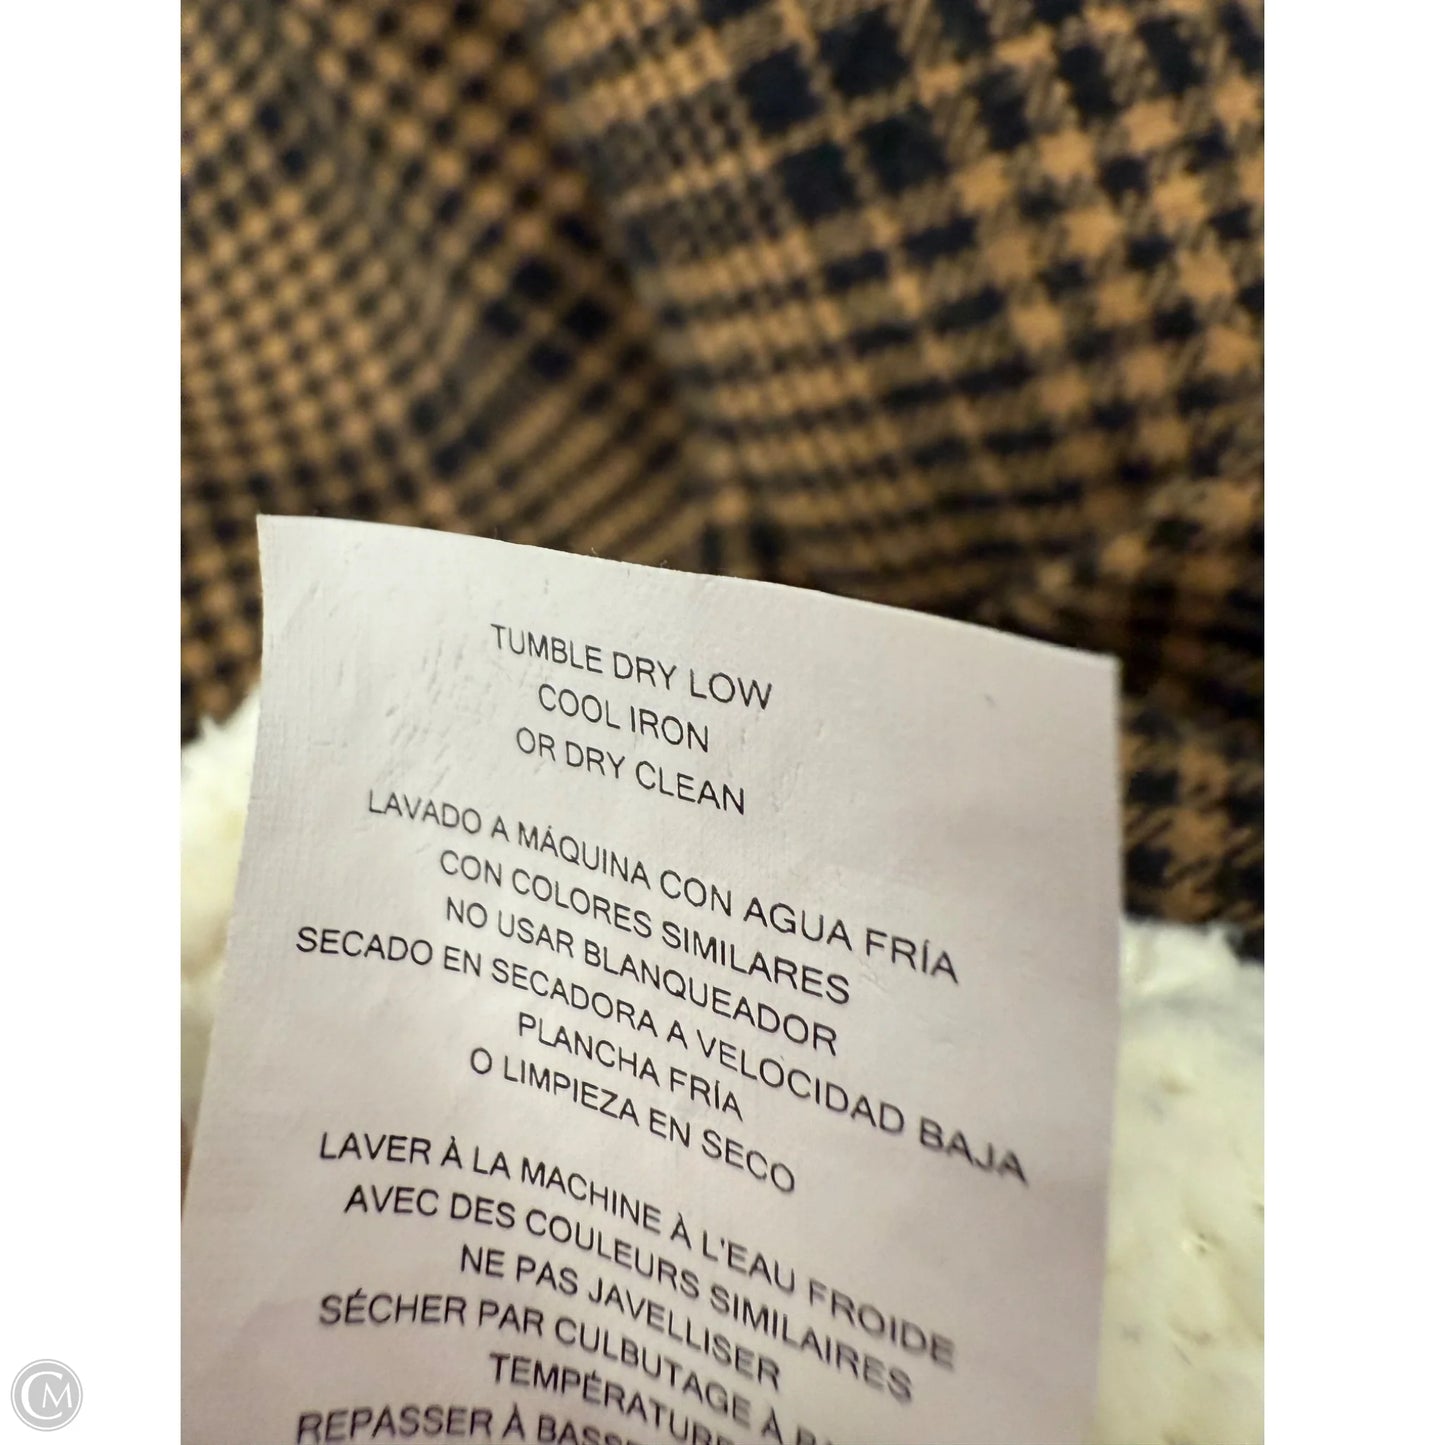 TUMBLE DRY LOW
COOL IRON
OR DRY CLEAN
LAVADO A MÁQUINA CON AGUA FRÍA
CON COLORES SIMILARES
NO USAR BLANQUEADOR
SECADO EN SECADORA A VELOCIDAD BAJA
PLANCHA FRÍA
O LIMPIEZA EN SECO
LAVER À LA MACHINE À L'EAU FROIDE
AVEC DES COULEURS SIMILAIRES
NE PAS JAVELLISER
SÉCHER PAR CULBUTAGE À
TEMPÉRATURE
REPASSER À
CM